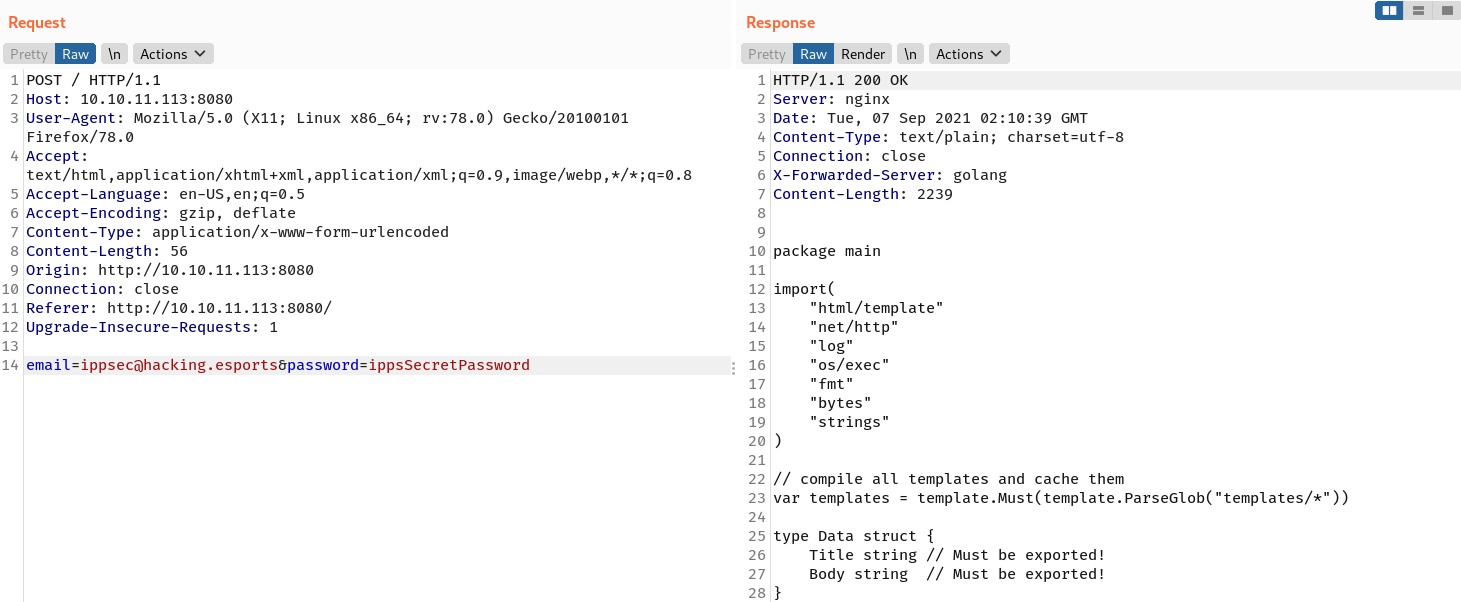 Request
Pretty Raw \n Actions
1 POST / HTTP/1.1
2 Host: 10.10.11.113:8080
3 User-Agent: Mozilla/5.0 (X11; Linux x86_64; rv:78.0) Gecko/20100101
Firefox/78.0
4 Accept:
text/html,application/xhtml+xml,application/xml;q=0.9,image/webp,*/*;q=0.8
5 Accept-Language: en-US,en;q=0.5
6 Accept-Encoding: gzip, deflate
7 Content-Type: application/x-www-form-urlencoded
8 Content-Length: 56
9 Origin: http://10.10.11.113:8080
10 Connection: close
11 Referer: http://10.10.11.113:8080/
12 Upgrade-Insecure-Requests: 1
13
14 email=ippsec@hacking.esports&password=ippsSecretPassword
Response
Pretty Raw Render \n Actions
1 HTTP/1.1 200 OK
2 Server: nginx
3 Date: Tue, 07 Sep 2021 02:10:39 GMT
4 Content-Type: text/plain; charset=utf-8
5 Connection: close
6 X-Forwarded-Server: golang
7 Content-Length: 2239
8
9
10 package main
11
12 import(
13 "html/template"
14 "net/http"
15 "log"
16 "os/exec"
17 "fmt"
18 "bytes"
19 "strings"
20 )
21
22 // compile all templates and cache them
23 var templates = template.Must(template.ParseGlob("templates/*"))
24
25 type Data struct {
26 Title string // Must be exported!
27 Body string // Must be exported!
28 }